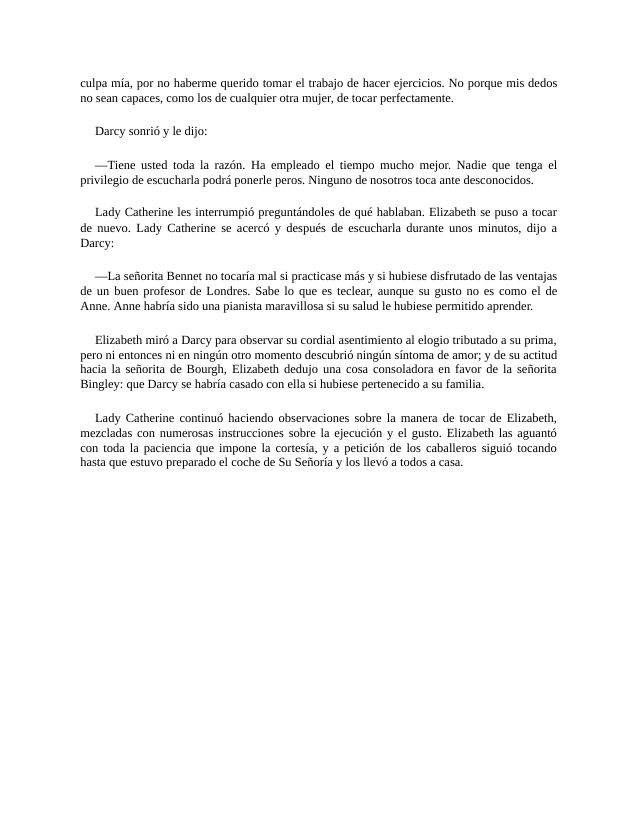 culpa mía, por no haberme querido tomar el trabajo de hacer ejercicios. No porque mis dedos
no sean capaces, como los de cualquier otra mujer, de tocar perfectamente.
Darcy sonrió y le dijo:
—Tiene usted toda la razón. Ha empleado el tiempo mucho mejor. Nadie que tenga el
privilegio de escucharla podrá ponerle peros. Ninguno de nosotros toca ante desconocidos.
Lady Catherine les interrumpió preguntándoles de qué hablaban. Elizabeth se puso a tocar
de nuevo. Lady Catherine se acercó y después de escucharla durante unos minutos, dijo a
Darcy:
—La señorita Bennet no tocaría mal si practicase más y si hubiese disfrutado de las ventajas
de un buen profesor de Londres. Sabe lo que es teclear, aunque su gusto no es como el de
Anne. Anne habría sido una pianista maravillosa si su salud le hubiese permitido aprender.
Elizabeth miró a Darcy para observar su cordial asentimiento al elogio tributado a su prima,
pero ni entonces ni en ningún otro momento descubrió ningún síntoma de amor; y de su actitud
hacia la señorita de Bourgh, Elizabeth dedujo una cosa consoladora en favor de la señorita
Bingley: que Darcy se habría casado con ella si hubiese pertenecido a su familia.
Lady Catherine continuó haciendo observaciones sobre la manera de tocar de Elizabeth,
mezcladas con numerosas instrucciones sobre la ejecución y el gusto. Elizabeth las aguantó
con toda la paciencia que impone la cortesía, y a petición de los caballeros siguió tocando
hasta que estuvo preparado el coche de Su Señoría y los llevó a todos a casa.